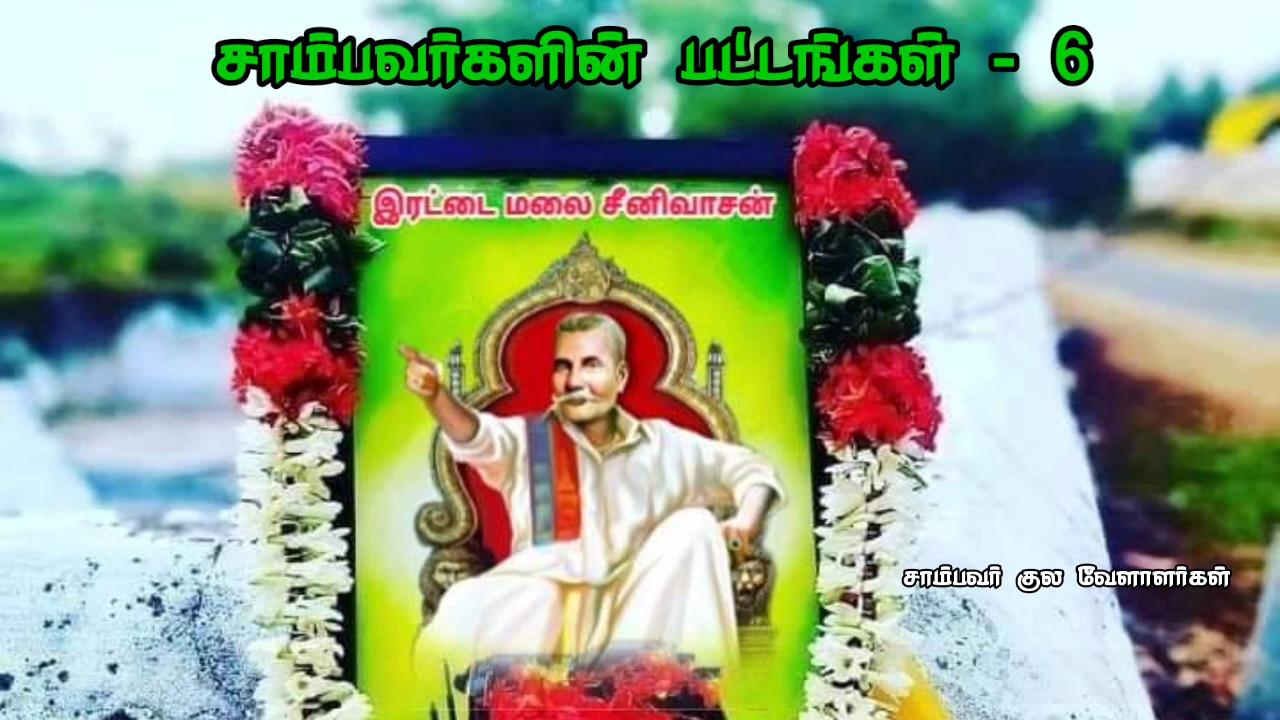 சாம்பவர்களின் பட்டங்கள் - 6
இரட்டை மலை சீனிவாசன்
சாம்பவர் குல வேளாளர்கள்